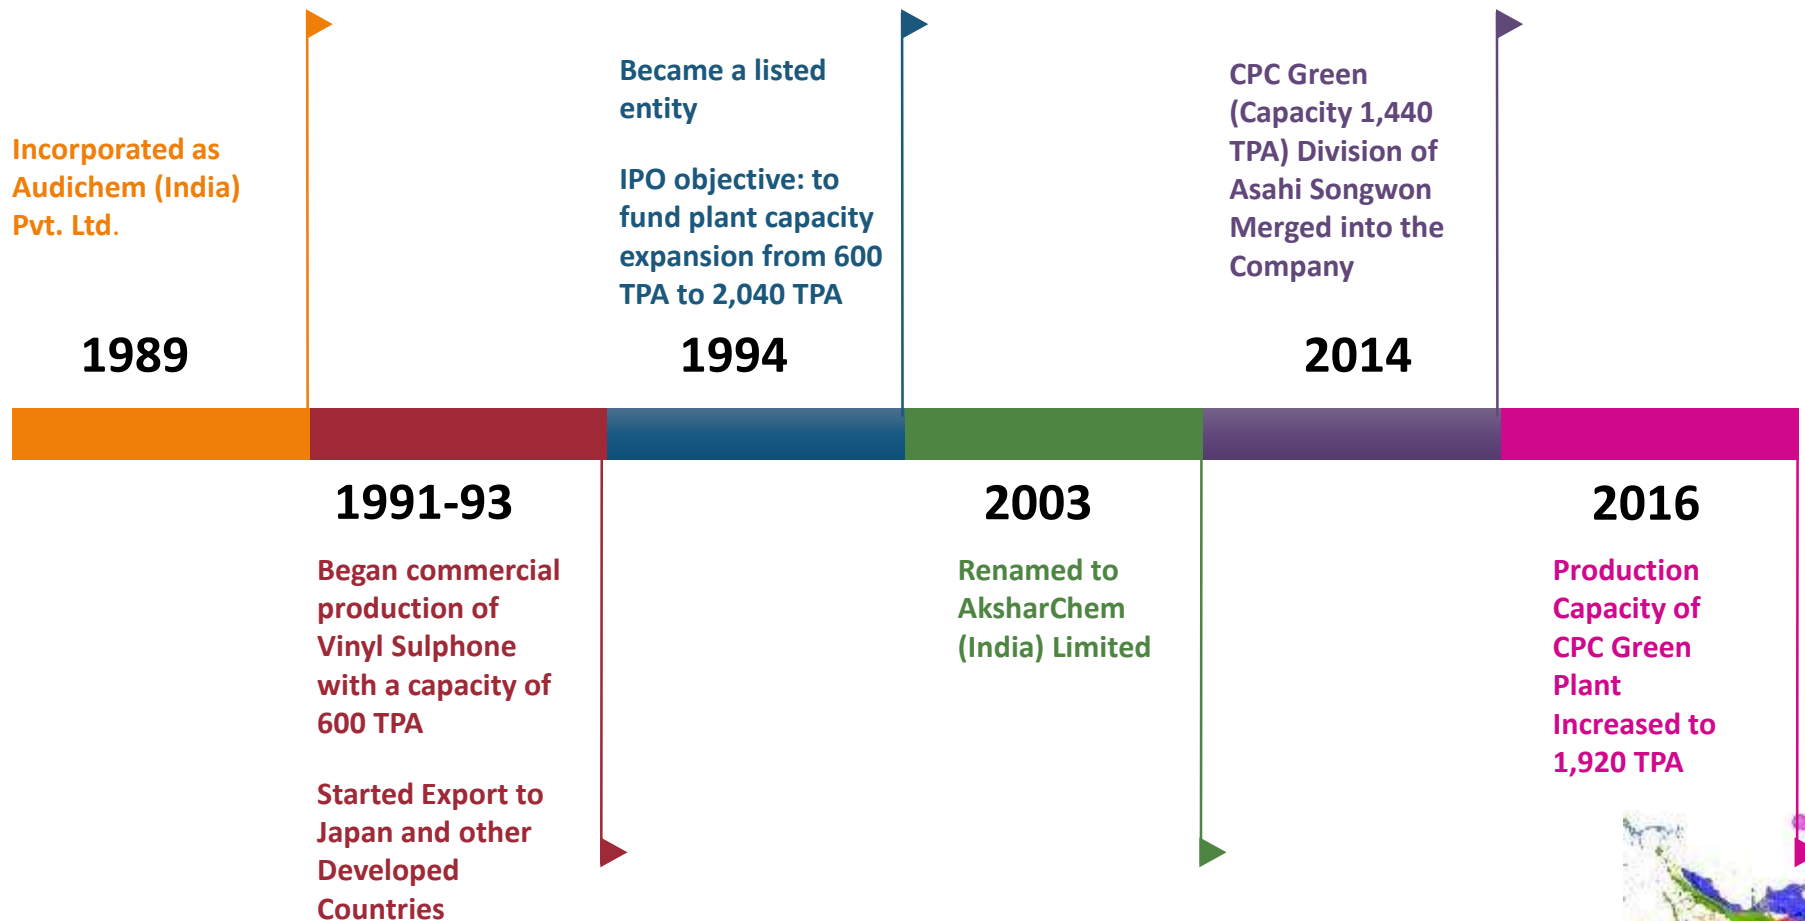 1989
Incorporated as
Audichem (India)
Pvt. Ltd.
1991-93
Began commercial
production of
Vinyl Sulphone
with a capacity of
600 TPA
Started Export to
Japan and other
Developed
Countries
1994
Became a listed
entity
IPO objective: to
fund plant capacity
expansion from 600
TPA to 2,040 TPA
2003
Renamed to
AksharChem
(India) Limited
2014
CPC Green
(Capacity 1,440
TPA) Division of
Asahi Songwon
Merged into the
Company
2016
Production
Capacity of
CPC Green
Plant
Increased to
1,920 TPA